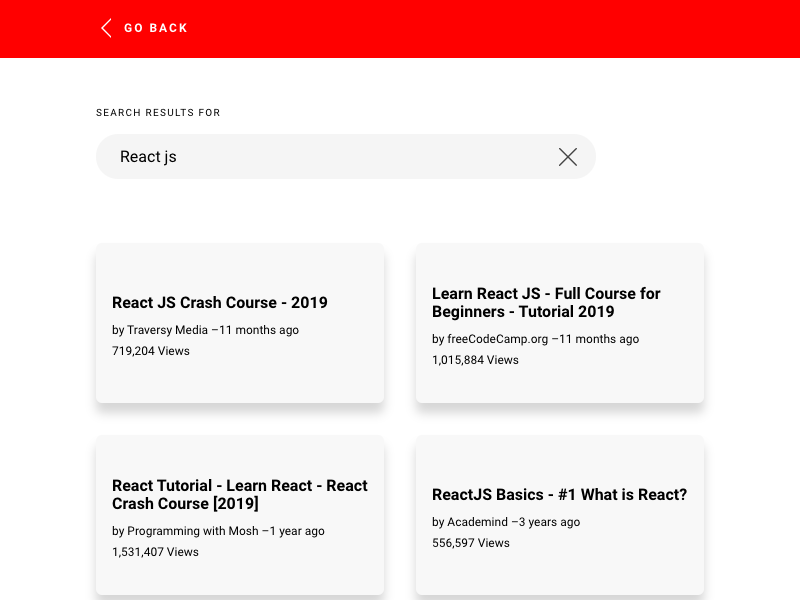 GO BACK
SEARCH RESULTS FOR
React js
React JS Crash Course - 2019
by Traversy Media –11 months ago
719,204 Views
Learn React JS - Full Course for
Beginners - Tutorial 2019
by freeCodeCamp.org –11 months ago
1,015,884 Views
React Tutorial - Learn React - React
Crash Course [2019]
by Programming with Mosh –1 year ago
1,531,407 Views
ReactJS Basics - #1 What is React?
by Academind –3 years ago
556,597 Views